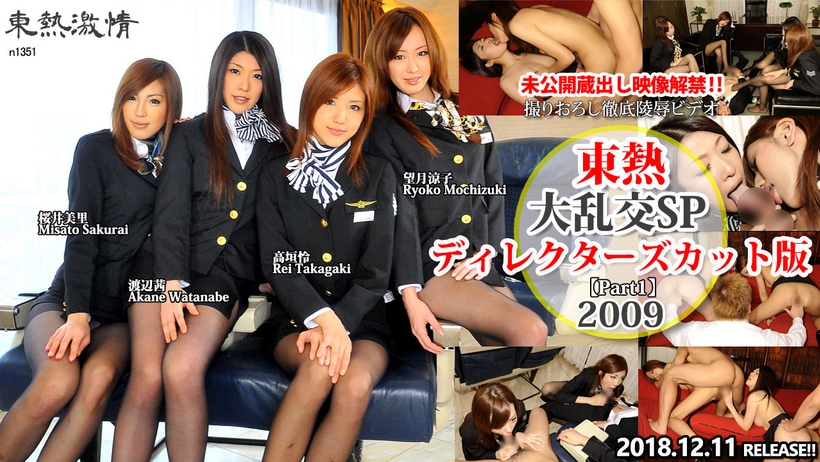 東熱激情
n1351
未公開蔵出し映像解禁!!
撮りおろし徹底陵辱ビデオ
東熱
大乱交SP
ディレクターズカット版
【Part1】
2009
望月涼子
Ryoko Mochizuki
桜井美里
Misato Sakurai
高垣怜
Rei Takagaki
渡辺茜
Akane Watanabe
2018.12.11 RELEASE!!